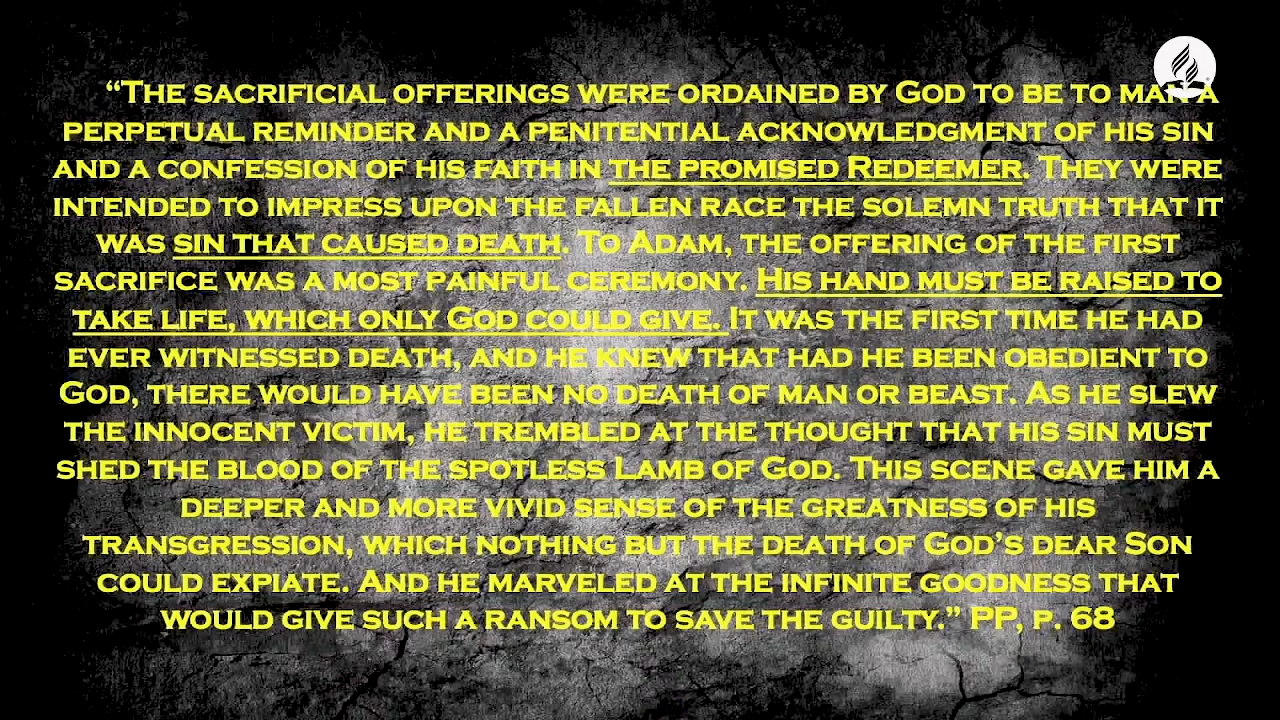 “The sacrificial offerings were ordained by God to be to man a
perpetual reminder and a penitential acknowledgment of his sin
and a confession of his faith in the promised Redeemer. They were
intended to impress upon the fallen race the solemn truth that it
was sin that caused death. To Adam, the offering of the first
sacrifice was a most painful ceremony. His hand must be raised to
take life, which only God could give. It was the first time he had
ever witnessed death, and he knew that had he been obedient to
God, there would have been no death of man or beast. As he slew
the innocent victim, he trembled at the thought that his sin must
shed the blood of the spotless Lamb of God. This scene gave him a
deeper and more vivid sense of the greatness of his
transgression, which nothing but the death of God’s dear Son
could expiate. And he marveled at the infinite goodness that
would give such a ransom to save the guilty.” PP, p. 68